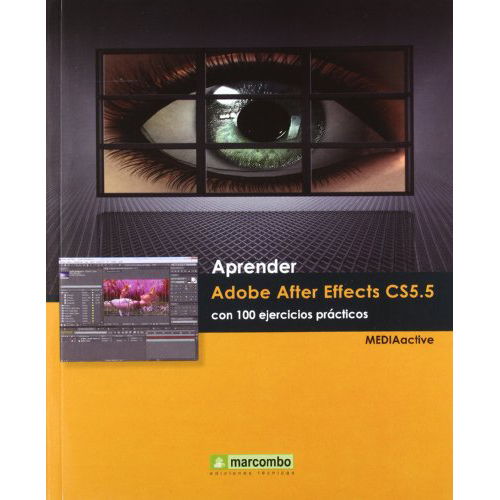 Aprender
Adobe After Effects CS5.5
con 100 ejercicios prácticos
MEDIAactive
marcombo
ediciones técnicas